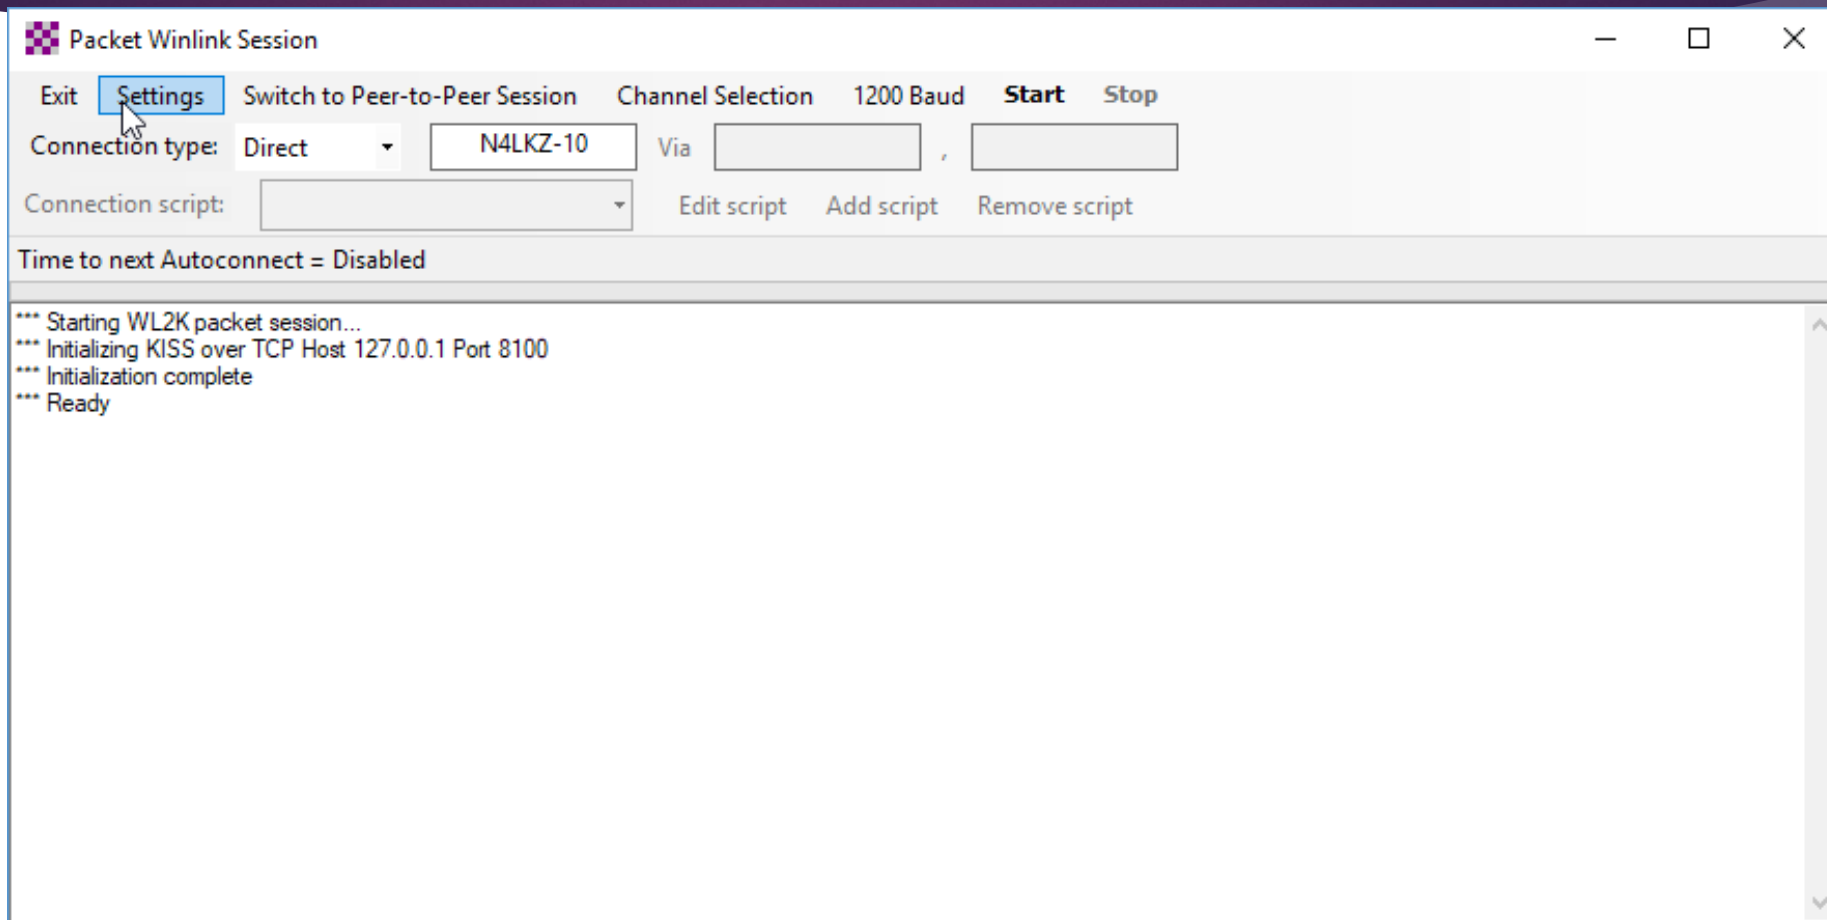 Packet Winlink Session
Exit Settings Switch to Peer-to-Peer Session Channel Selection 1200 Baud Start Stop
Connection type: Direct N4LKZ-10 Via ,
Connection script: Edit script Add script Remove script
Time to next Autoconnect = Disabled
*** Starting WL2K packet session...
*** Initializing KISS over TCP Host 127.0.0.1 Port 8100
*** Initialization complete
*** Ready